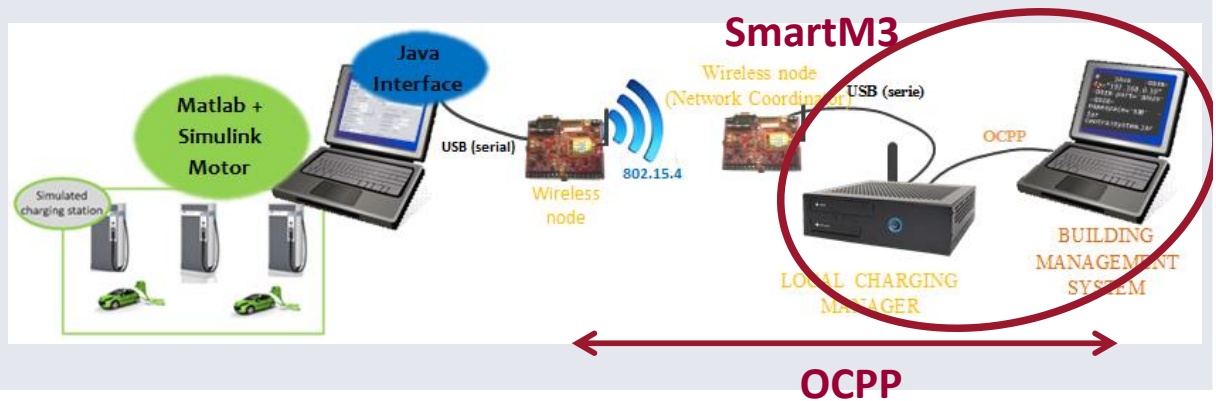 SmartM3
Java
Interface
Matlab +
Simulink
Motor
Simulated
charging station
USB (serial)
Wireless
node
802.15.4
Wireless node
(Network Coordinator)
USB (serie)
OCPP
LOCAL CHARGING
MANAGER
BUILDING
MANAGEMENT
SYSTEM
OCPP